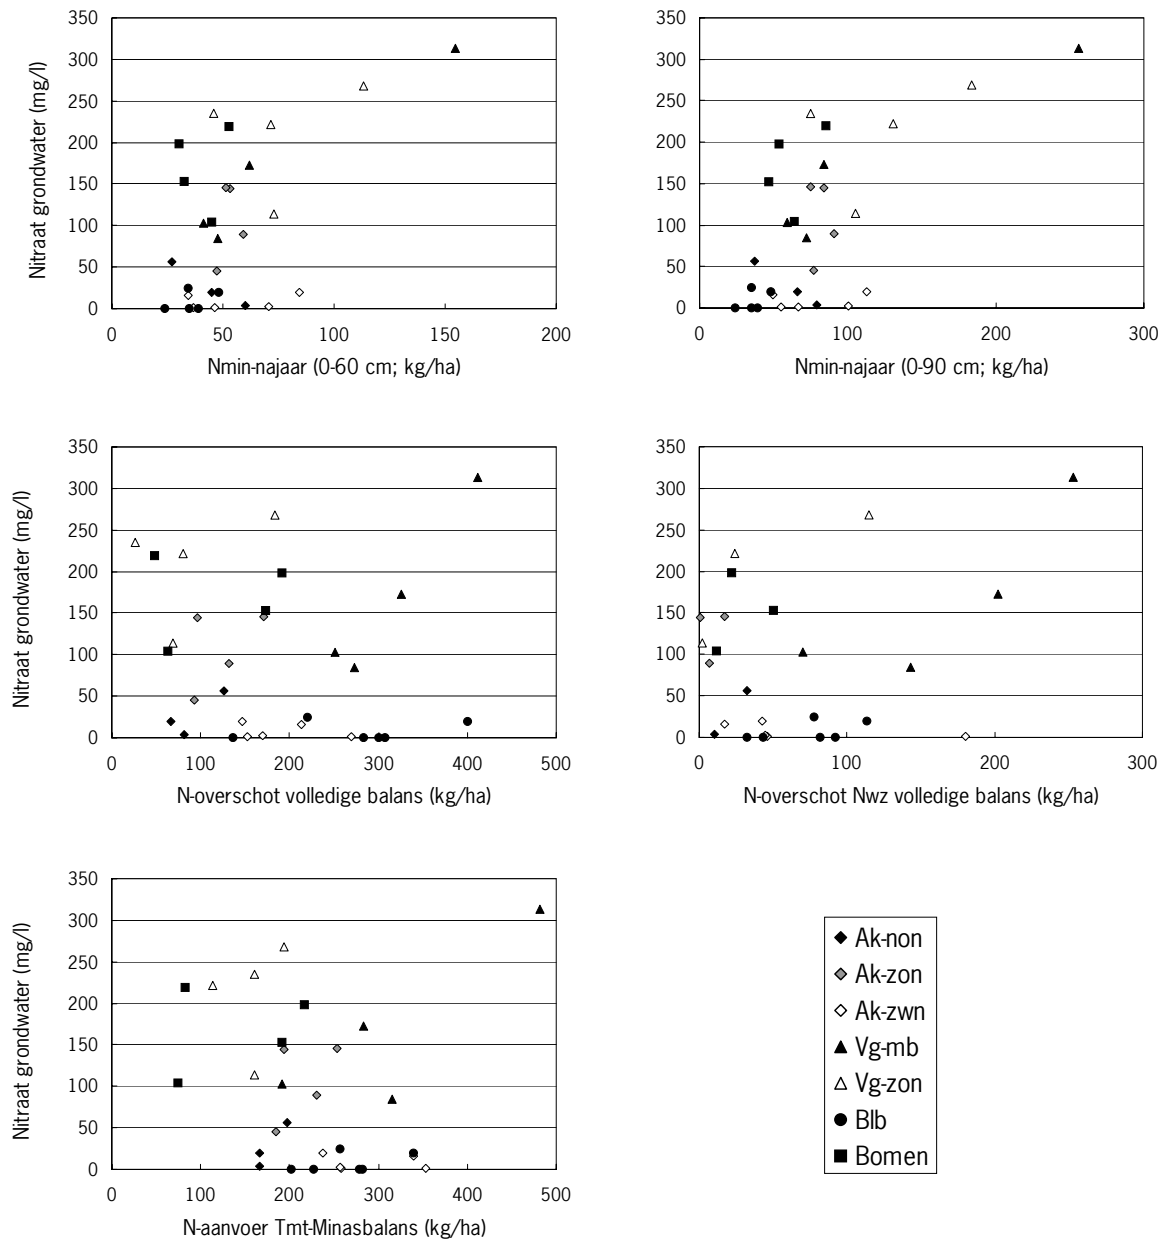 350
300
250
200
150
100
50
0
Nitraat grondwater (mg/l)
0 50 100 150 200
Nmin-najaar (0-60 cm; kg/ha)
350
300
250
200
150
100
50
0
0 100 200 300
Nmin-najaar (0-90 cm; kg/ha)
350
300
250
200
150
100
50
0
Nitraat grondwater (mg/l)
0 100 200 300 400 500
N-overschot volledige balans (kg/ha)
350
300
250
200
150
100
50
0
0 100 200 300
N-overschot Nwz volledige balans (kg/ha)
350
300
250
200
150
100
50
0
Nitraat grondwater (mg/l)
0 100 200 300 400 500
N-aanvoer Tmt-Minasbalans (kg/ha)
Ak-non
Ak-zon
Ak-zwn
Vg-mb
Vg-zon
Blb
Bomen